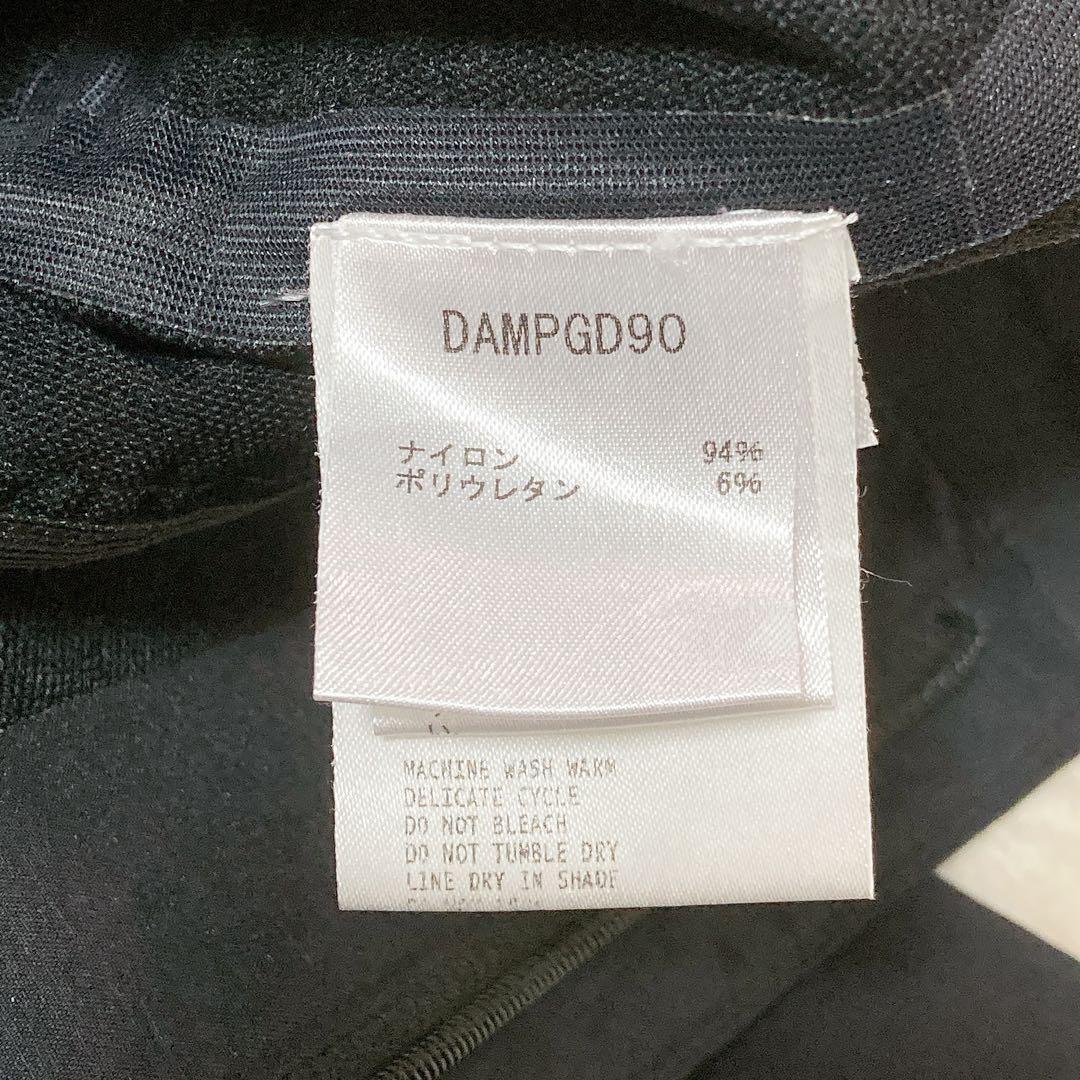 DAMPGD90
ナイロン 94%
ポリウレタン 6%
MACHINE WASH WARM
DELICATE CYCLE
DO NOT BLEACH
DO NOT TUMBLE DRY
LINE DRY IN SHADE